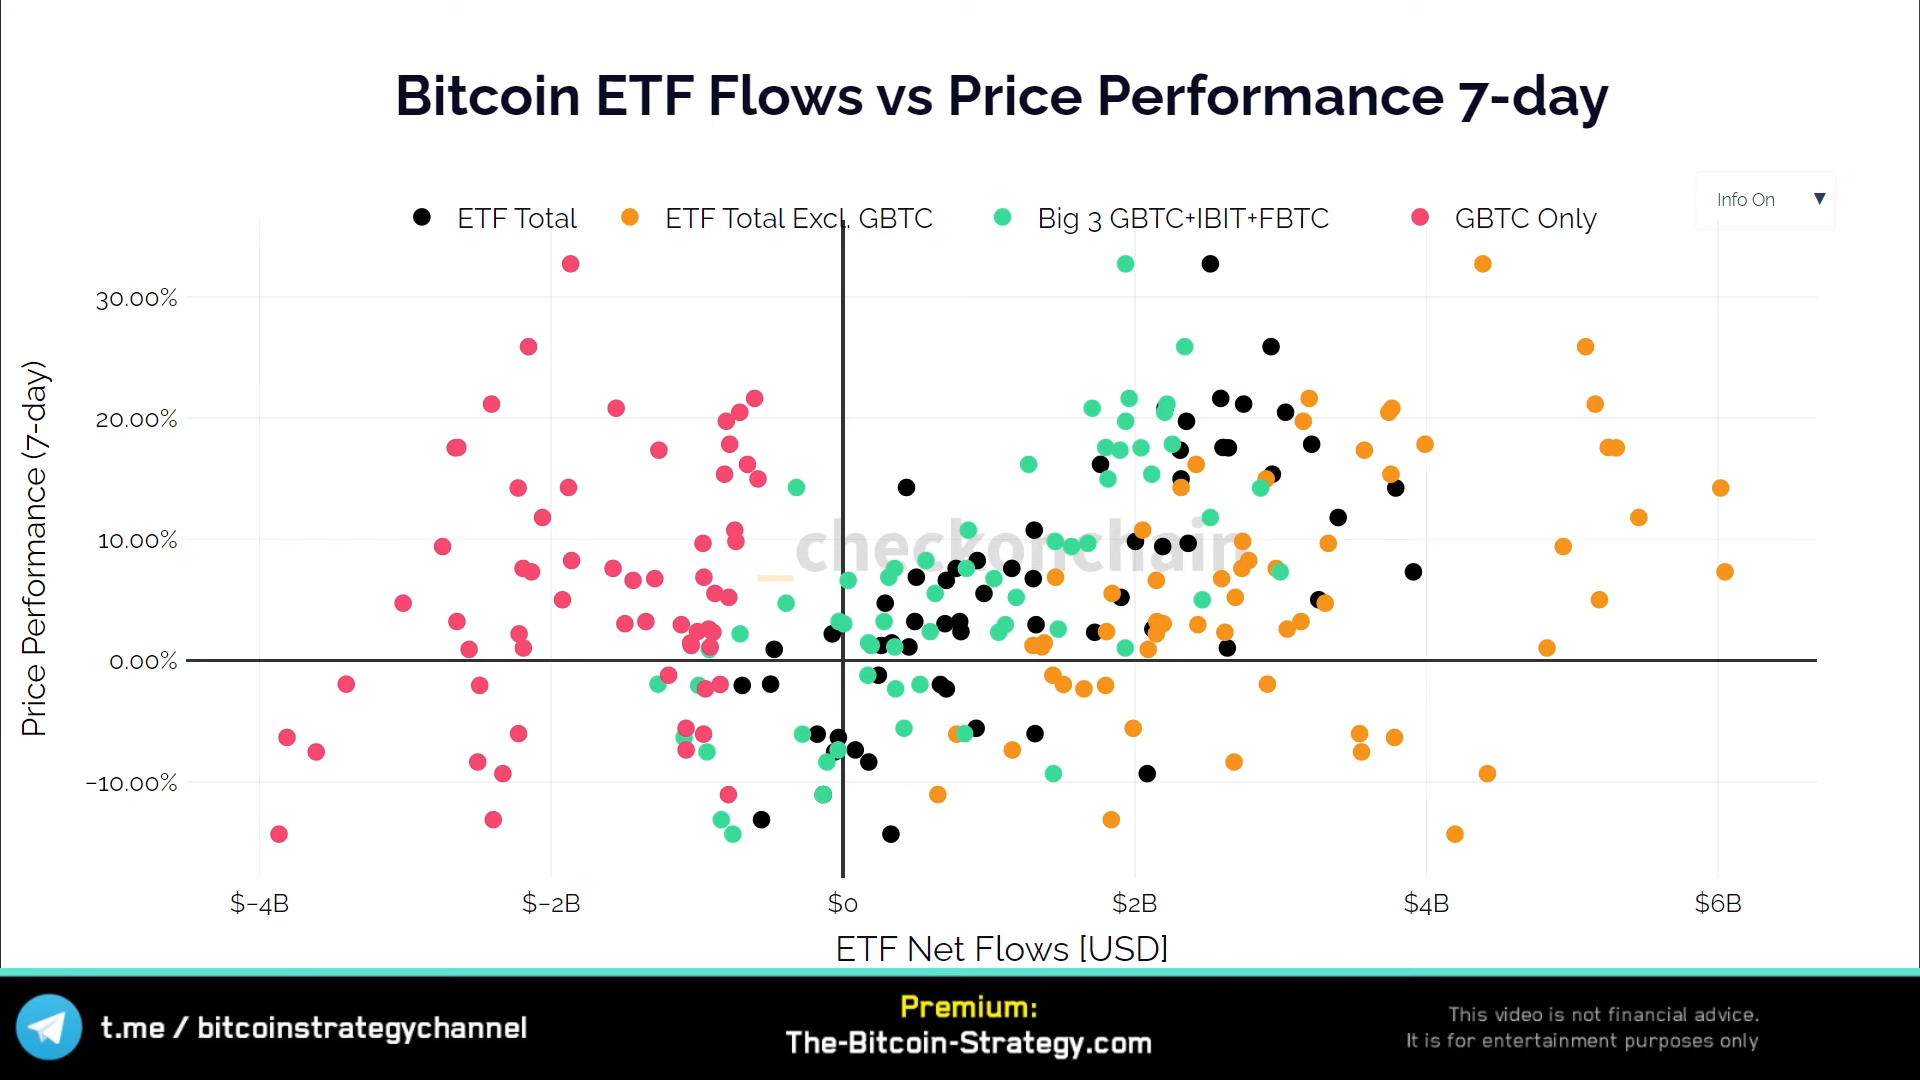 Bitcoin ETF Flows vs Price Performance 7-day
Info On ▼
ETF Total
ETF Total Excl. GBTC
Big 3 GBTC+IBIT+FBTC
GBTC Only
Price Performance (7-day)
30.00%
20.00%
10.00%
0.00%
−10.00%
_checkonchain
$−4B
$−2B
$0
$2B
$4B
$6B
ETF Net Flows [USD]
t.me / bitcoinstrategychannel
Premium:
The-Bitcoin-Strategy.com
This video is not financial advice.
It is for entertainment purposes only